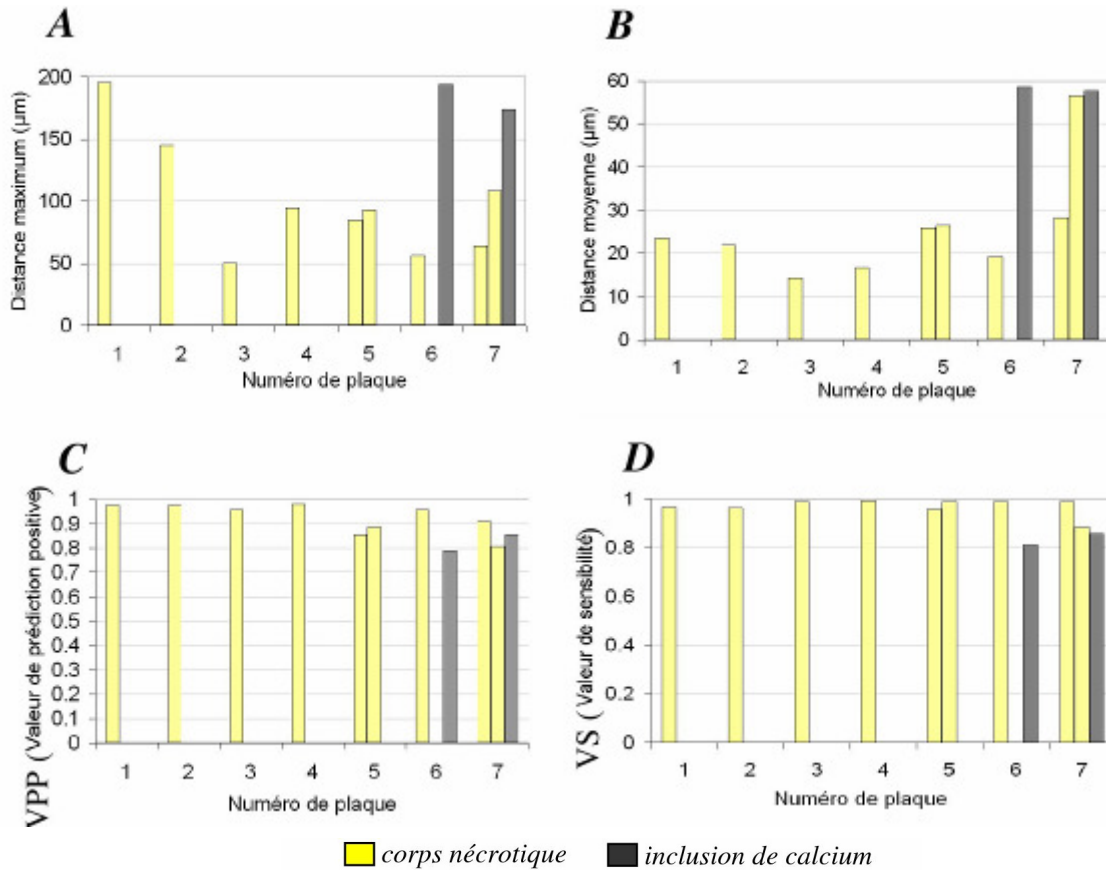 A
Distance maximum (µm)
200
150
100
50
0
1 2 3 4 5 6 7
Numéro de plaque
B
Distance moyenne (µm)
60
50
40
30
20
10
0
1 2 3 4 5 6 7
Numéro de plaque
C
VPP (Valeur de prédiction positive)
1
0.9
0.8
0.7
0.6
0.5
0.4
0.3
0.2
0.1
0
1 2 3 4 5 6 7
Numéro de plaque
D
VS (Valeur de sensibilité)
1
0.8
0.6
0.4
0.2
0
1 2 3 4 5 6 7
Numéro de plaque
corps nécrotique
inclusion de calcium